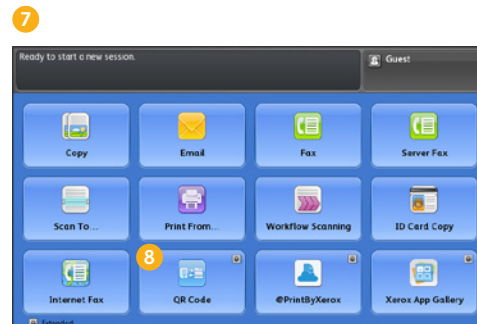 7
Ready to start a new session.
Guest
Copy
Email
Fax
Server Fax
Scan To...
Print From...
Workflow Scanning
ID Card Copy
8
Internet Fax
QR Code
@PrintByXerox
Xerox App Gallery
Extended